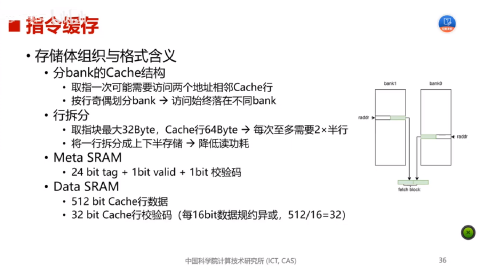 指令缓存
• 存储体组织与格式含义
• 分bank的Cache结构
• 取指一次可能需要访问两个地址相邻Cache行
• 按行奇偶划分bank → 访问始终落在不同bank
• 行拆分
• 取指块最大32Byte，Cache行64Byte → 每次至多需要2×半行
• 将一行拆分成上下半存储 → 降低读功耗
• Meta SRAM
• 24 bit tag + 1bit valid + 1bit 校验码
• Data SRAM
• 512 bit Cache行数据
• 32 bit Cache行校验码（每16bit数据规约异或，512/16=32）
bank1
bank0
raddr
raddr
fetch block
中国科学院计算技术研究所 (ICT, CAS)
36